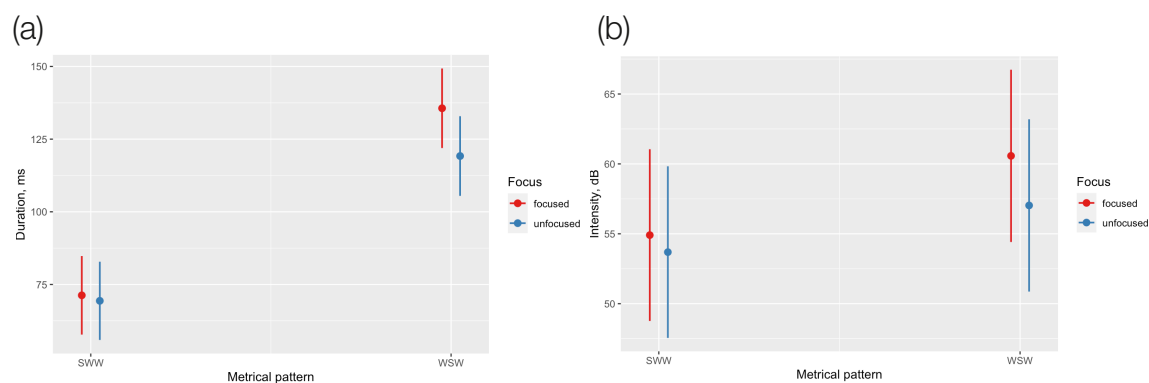 (a)
150
125
100
75
Duration, ms
SWW
WSW
Metrical pattern
Focus
focused
unfocused
(b)
65
60
55
50
Intensity, dB
SWW
WSW
Metrical pattern
Focus
focused
unfocused